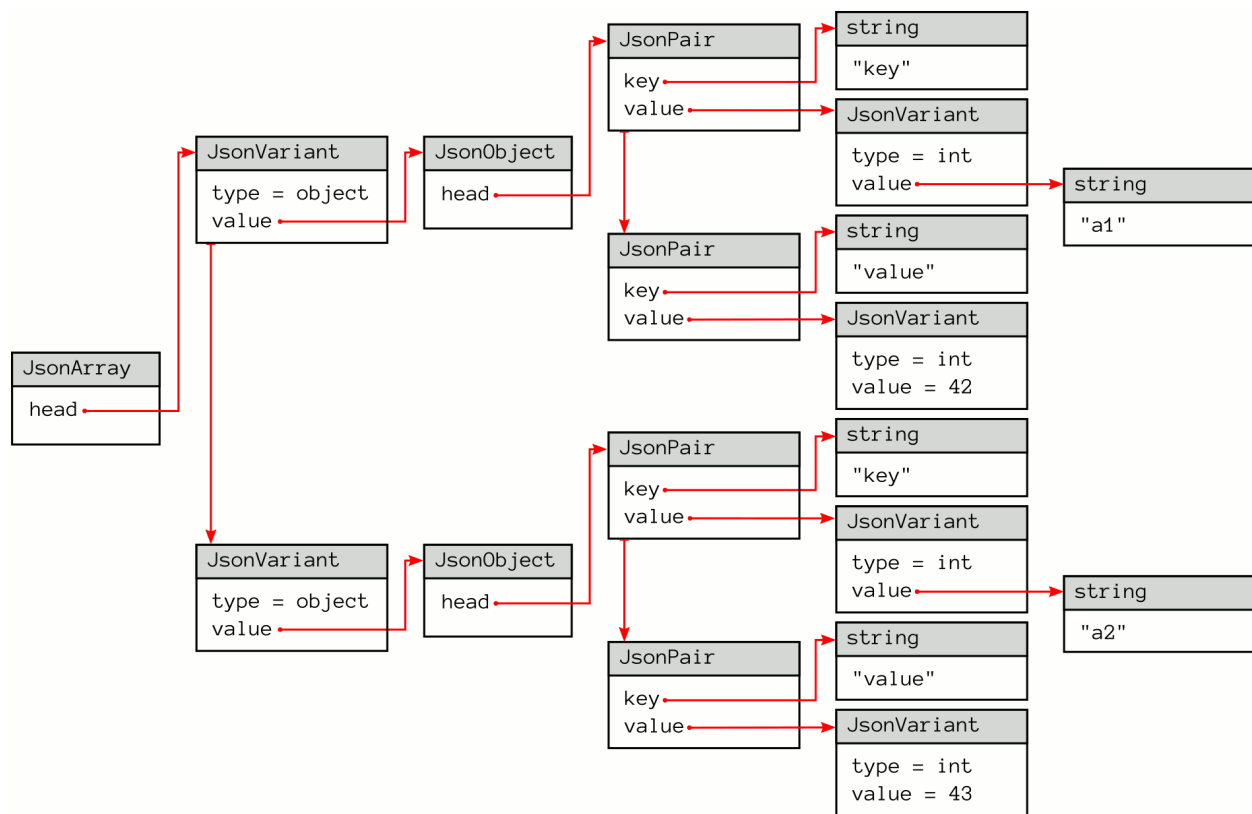 JsonArray
head
JsonVariant
type = object
value
JsonObject
head
JsonPair
key
value
string
"key"
JsonVariant
type = int
value
string
"a1"
JsonPair
key
value
string
"value"
JsonVariant
type = int
value = 42
JsonVariant
type = object
value
JsonObject
head
JsonPair
key
value
string
"key"
JsonVariant
type = int
value
string
"a2"
JsonPair
key
value
string
"value"
JsonVariant
type = int
value = 43